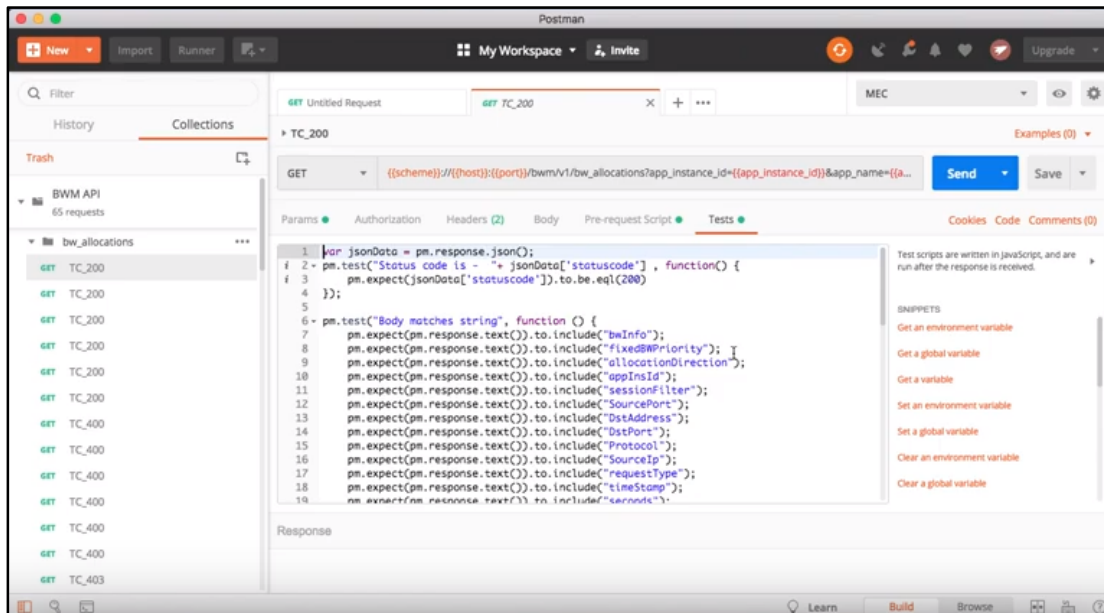 Postman
New
Import
Runner
My Workspace
Invite
Upgrade
Filter
History
Collections
Trash
BWM API
65 requests
bw_allocations
GET TC_200
GET TC_200
GET TC_200
GET TC_200
GET TC_200
GET TC_200
GET TC_400
GET TC_400
GET TC_400
GET TC_400
GET TC_400
GET TC_400
GET TC_403
GET Untitled Request
GET TC_200
MEC
TC_200
Examples (0)
GET
{{scheme}}://{{host}}:{{port}}/bwm/v1/bw_allocations?app_instance_id={{app_instance_id}}&app_name={{a...
Send
Save
Params
Authorization
Headers (2)
Body
Pre-request Script
Tests
Cookies
Code
Comments (0)
1 var jsonData = pm.response.json();
i 2 pm.test("Status code is - "+ jsonData['statuscode'] , function() {
i 3 pm.expect(jsonData['statuscode']).to.be.eql(200)
4 });
5
6 pm.test("Body matches string", function () {
7 pm.expect(pm.response.text()).to.include("bwInfo");
8 pm.expect(pm.response.text()).to.include("fixedBWPriority");
9 pm.expect(pm.response.text()).to.include("allocationDirection");
10 pm.expect(pm.response.text()).to.include("appInsId");
11 pm.expect(pm.response.text()).to.include("sessionFilter");
12 pm.expect(pm.response.text()).to.include("SourcePort");
13 pm.expect(pm.response.text()).to.include("DstAddress");
14 pm.expect(pm.response.text()).to.include("DstPort");
15 pm.expect(pm.response.text()).to.include("Protocol");
16 pm.expect(pm.response.text()).to.include("SourceIp");
17 pm.expect(pm.response.text()).to.include("requestType");
18 pm.expect(pm.response.text()).to.include("timeStamp");
19 pm.expect(pm.response.text()).to.include("seconds");
Test scripts are written in JavaScript, and are
run after the response is received.
SNIPPETS
Get an environment variable
Get a global variable
Get a variable
Set an environment variable
Set a global variable
Clear an environment variable
Clear a global variable
Response
Learn
Build
Browse